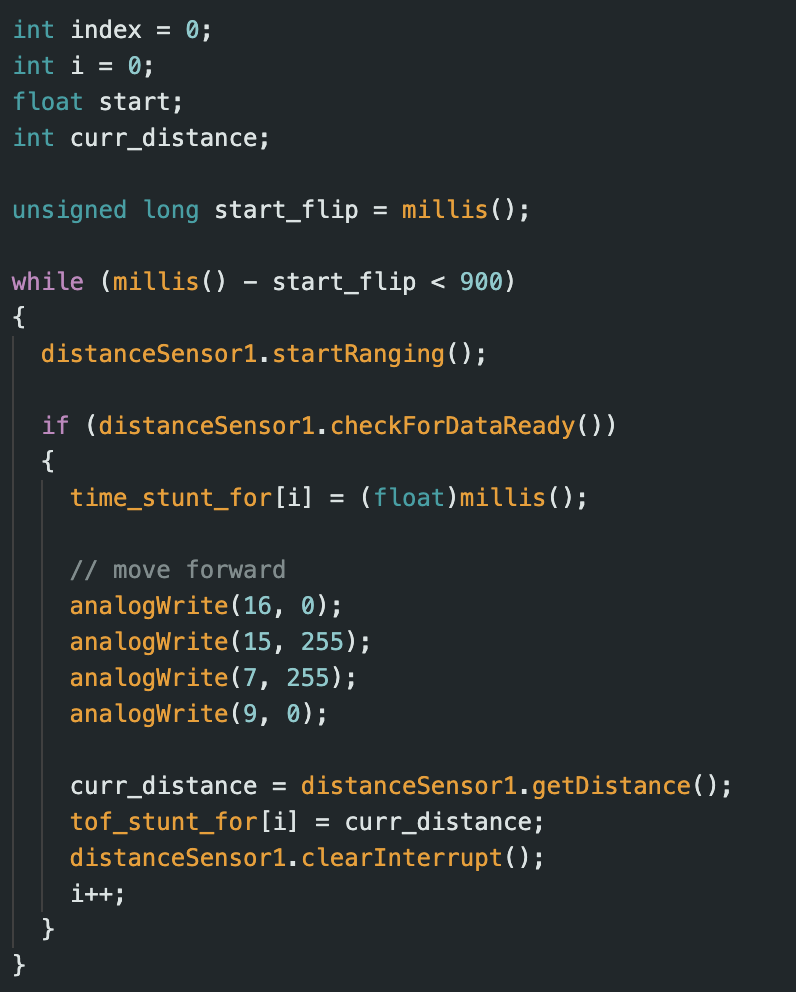 int index = 0;
int i = 0;
float start;
int curr_distance;

unsigned long start_flip = millis();

while (millis() - start_flip < 900)
{
  distanceSensor1.startRanging();

  if (distanceSensor1.checkForDataReady())
  {
    time_stunt_for[i] = (float)millis();

    // move forward
    analogWrite(16, 0);
    analogWrite(15, 255);
    analogWrite(7, 255);
    analogWrite(9, 0);

    curr_distance = distanceSensor1.getDistance();
    tof_stunt_for[i] = curr_distance;
    distanceSensor1.clearInterrupt();
    i++;
  }
}